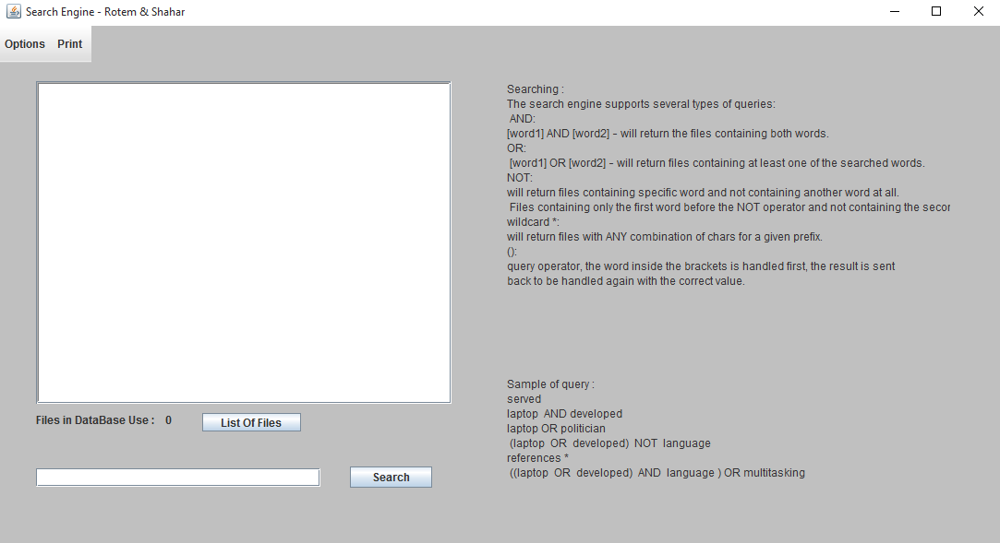 Search Engine - Rotem & Shahar
Options Print
Searching :
The search engine supports several types of queries:
AND:
[word1] AND [word2] - will return the files containing both words.
OR:
[word1] OR [word2] - will return files containing at least one of the searched words.
NOT:
will return files containing specific word and not containing another word at all.
Files containing only the first word before the NOT operator and not containing the secor
wildcard *:
will return files with ANY combination of chars for a given prefix.
():
query operator, the word inside the brackets is handled first, the result is sent
back to be handled again with the correct value.
Files in DataBase Use : 0
List Of Files
Search
Sample of query :
served
laptop AND developed
laptop OR politician
(laptop OR developed) NOT language
references *
((laptop OR developed) AND language ) OR multitasking